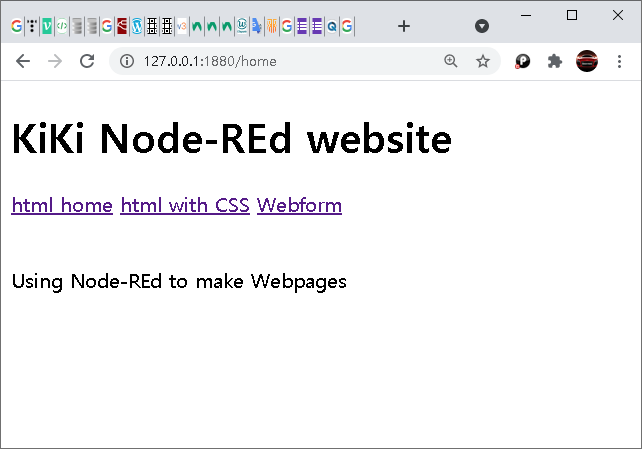 127.0.0.1:1880/home
KiKi Node-REd website
html home html with CSS Webform
Using Node-REd to make Webpages